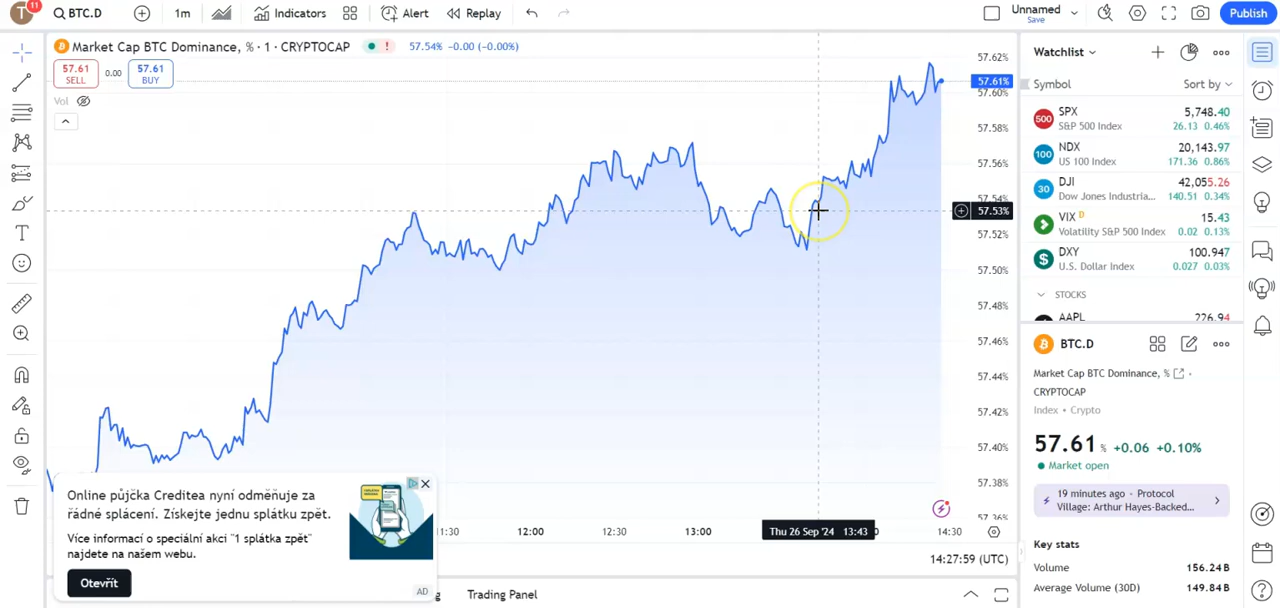 T
11
BTC.D
1m
Indicators
Alert
Replay
Unnamed
Save
Publish
Market Cap BTC Dominance, % · 1 · CRYPTOCAP
!
57.54% -0.00 (-0.00%)
57.61
SELL
0.00
57.61
BUY
Vol
57.62%
57.61%
57.60%
57.58%
57.56%
57.54%
57.53%
57.52%
57.50%
57.48%
57.46%
57.44%
57.42%
57.40%
57.38%
57.36%
Watchlist
Symbol
Sort by
500
SPX
5,748.40
S&P 500 Index
26.13 0.46%
100
NDX
20,143.97
US 100 Index
171.36 0.86%
30
DJI
42,055.26
Dow Jones Industria...
140.51 0.34%
VIX D
15.43
Volatility S&P 500 Index
0.02 0.13%
$
DXY
100.947
U.S. Dollar Index
0.027 0.03%
STOCKS
AAPL
226.94
BTC.D
Market Cap BTC Dominance, % ·
CRYPTOCAP
Index • Crypto
57.61 % +0.06 +0.10%
Market open
19 minutes ago · Protocol
Village: Arthur Hayes-Backed...
Key stats
Volume
156.24B
Average Volume (30D)
149.84B
Online půjčka Creditea nyní odměňuje za
řádné splácení. Získejte jednu splátku zpět.
Více informací o speciální akci "1 splátka zpět"
najdete na našem webu.
Otevřít
AD
11:30
12:00
12:30
13:00
Thu 26 Sep '24 13:43
14:30
14:27:59 (UTC)
Trading Panel